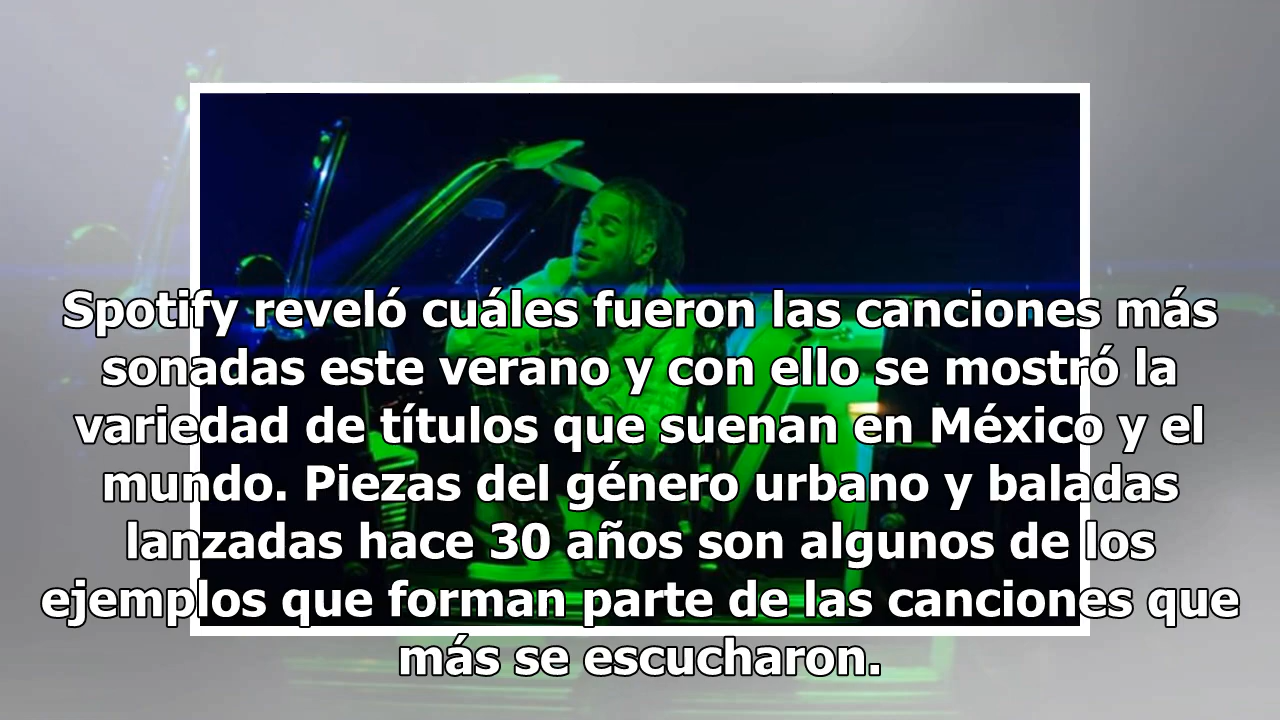 Spotify reveló cuáles fueron las canciones más
sonadas este verano y con ello se mostró la
variedad de títulos que suenan en México y el
mundo. Piezas del género urbano y baladas
lanzadas hace 30 años son algunos de los
ejemplos que forman parte de las canciones que
más se escucharon.